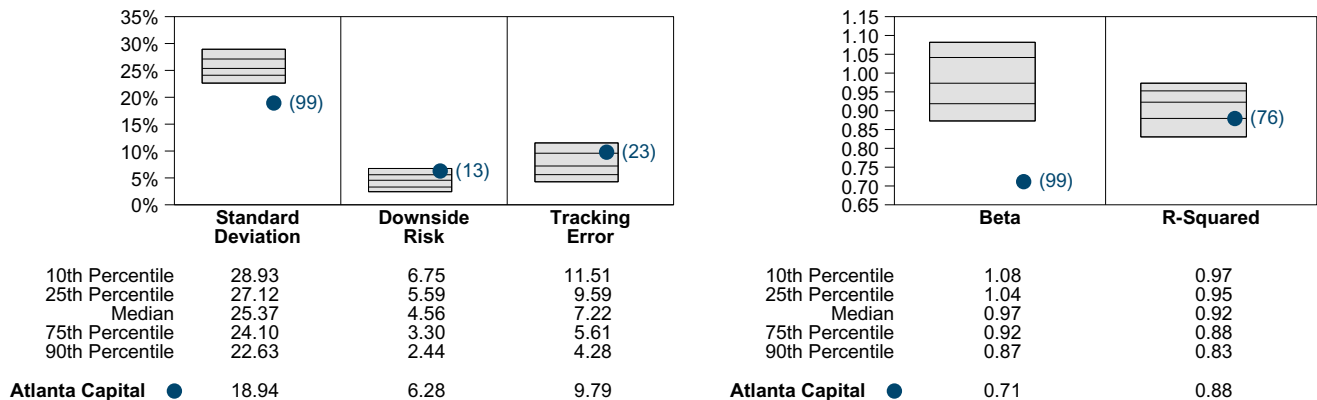 35%
30%
25%
20%
15%
10%
5%
0%
(99)
(13)
(23)
Standard Deviation
Downside Risk
Tracking Error
10th Percentile 28.93 6.75 11.51
25th Percentile 27.12 5.59 9.59
Median 25.37 4.56 7.22
75th Percentile 24.10 3.30 5.61
90th Percentile 22.63 2.44 4.28
Atlanta Capital 18.94 6.28 9.79
1.15
1.10
1.05
1.00
0.95
0.90
0.85
0.80
0.75
0.70
0.65
(99)
(76)
Beta
R-Squared
10th Percentile 1.08 0.97
25th Percentile 1.04 0.95
Median 0.97 0.92
75th Percentile 0.92 0.88
90th Percentile 0.87 0.83
Atlanta Capital 0.71 0.88